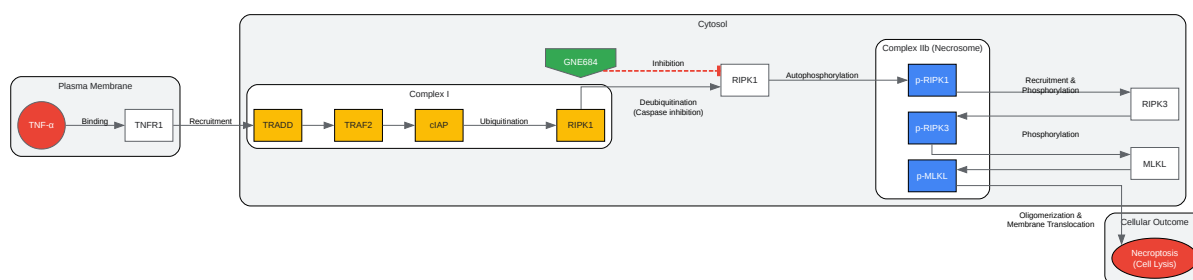 Cytosol
GNE684
Inhibition
Complex IIb (Necrosome)
Plasma Membrane
Complex I
RIPK1
Autophosphorylation
p-RIPK1
Recruitment &
Phosphorylation
RIPK3
Deubiquitination
(Caspase inhibition)
TNF-α
Binding
TNFR1
Recruitment
TRADD
TRAF2
cIAP
Ubiquitination
RIPK1
p-RIPK3
Phosphorylation
MLKL
p-MLKL
Oligomerization &
Membrane Translocation
Cellular Outcome
Necroptosis
(Cell Lysis)